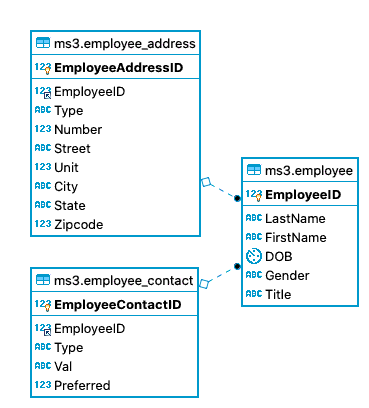 ms3.employee_address
123 EmployeeAddressID
123 EmployeeID
ABC Type
123 Number
ABC Street
123 Unit
ABC City
ABC State
123 Zipcode
ms3.employee
123 EmployeeID
ABC LastName
ABC FirstName
DOB
ABC Gender
ABC Title
ms3.employee_contact
123 EmployeeContactID
123 EmployeeID
ABC Type
ABC Val
123 Preferred